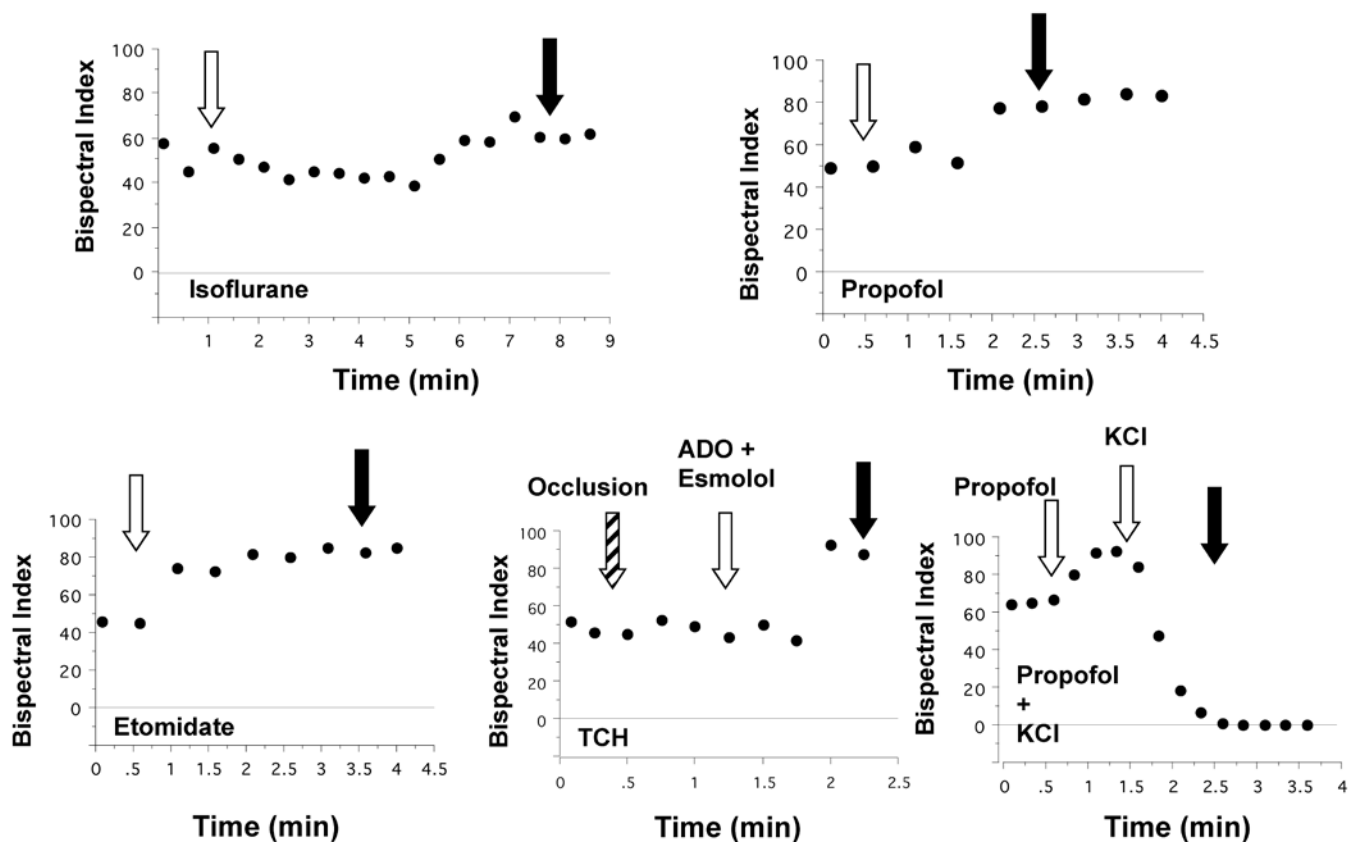 Bispectral Index
100
80
60
40
20
0
Isoflurane
1 2 3 4 5 6 7 8 9
Time (min)
Bispectral Index
100
80
60
40
20
0
Propofol
0 .5 1 1.5 2 2.5 3 3.5 4 4.5
Time (min)
Bispectral Index
100
80
60
40
20
0
Etomidate
0 .5 1 1.5 2 2.5 3 3.5 4 4.5
Time (min)
Occlusion
ADO +
Esmolol
Bispectral Index
100
80
60
40
20
0
TCH
0 .5 1 1.5 2 2.5
Time (min)
KCl
Propofol
Bispectral Index
100
80
60
40
20
0
Propofol
+
KCl
0 .5 1 1.5 2 2.5 3 3.5 4
Time (min)